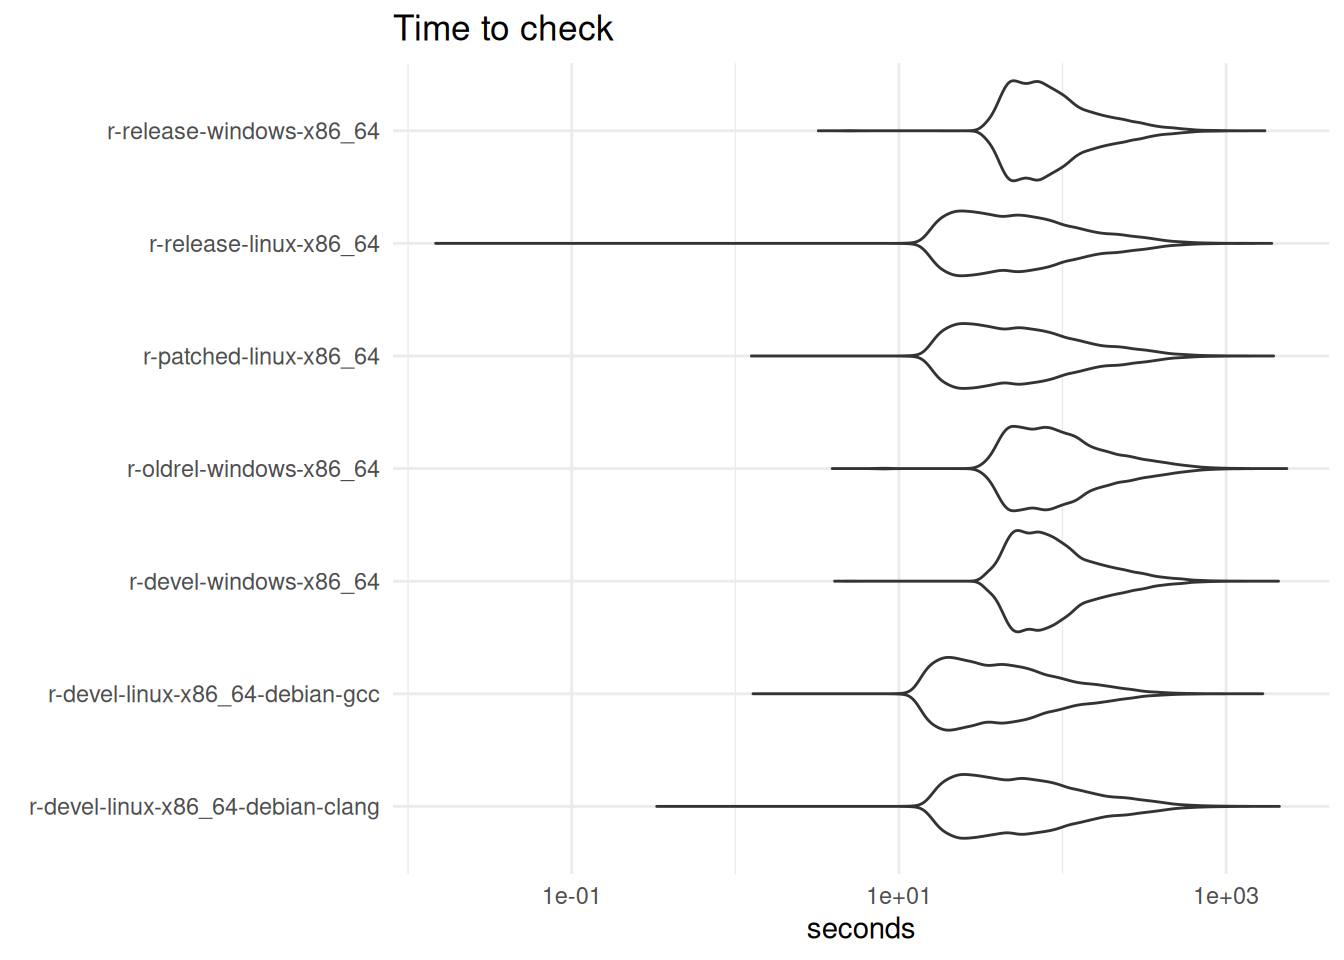 Time to check
r-release-windows-x86_64
r-release-linux-x86_64
r-patched-linux-x86_64
r-oldrel-windows-x86_64
r-devel-windows-x86_64
r-devel-linux-x86_64-debian-gcc
r-devel-linux-x86_64-debian-clang
1e-01 1e+01 1e+03
seconds